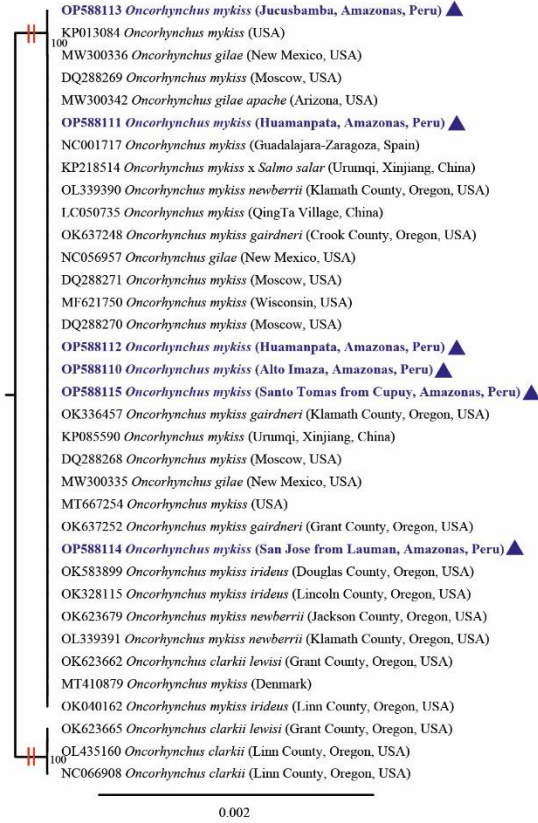 OP588113 Oncorhynchus mykiss (Jucusbamba, Amazonas, Peru)
KP013084 Oncorhynchus mykiss (USA)
100
MW300336 Oncorhynchus gilae (New Mexico, USA)
DQ288269 Oncorhynchus mykiss (Moscow, USA)
MW300342 Oncorhynchus gilae apache (Arizona, USA)
OP588111 Oncorhynchus mykiss (Huamanpata, Amazonas, Peru)
NC001717 Oncorhynchus mykiss (Guadalajara-Zaragoza, Spain)
KP218514 Oncorhynchus mykiss x Salmo salar (Urumqi, Xinjiang, China)
OL339390 Oncorhynchus mykiss newberrii (Klamath County, Oregon, USA)
LC050735 Oncorhynchus mykiss (QingTa Village, China)
OK637248 Oncorhynchus mykiss gairdneri (Crook County, Oregon, USA)
NC056957 Oncorhynchus gilae (New Mexico, USA)
DQ288271 Oncorhynchus mykiss (Moscow, USA)
MF621750 Oncorhynchus mykiss (Wisconsin, USA)
DQ288270 Oncorhynchus mykiss (Moscow, USA)
OP588112 Oncorhynchus mykiss (Huamanpata, Amazonas, Peru)
OP588110 Oncorhynchus mykiss (Alto Imaza, Amazonas, Peru)
OP588115 Oncorhynchus mykiss (Santo Tomas from Cupuy, Amazonas, Peru)
OK336457 Oncorhynchus mykiss gairdneri (Klamath County, Oregon, USA)
KP085590 Oncorhynchus mykiss (Urumqi, Xinjiang, China)
DQ288268 Oncorhynchus mykiss (Moscow, USA)
MW300335 Oncorhynchus gilae (New Mexico, USA)
MT667254 Oncorhynchus mykiss (USA)
OK637252 Oncorhynchus mykiss gairdneri (Grant County, Oregon, USA)
OP588114 Oncorhynchus mykiss (San Jose from Lauman, Amazonas, Peru)
OK583899 Oncorhynchus mykiss irideus (Douglas County, Oregon, USA)
OK328115 Oncorhynchus mykiss irideus (Lincoln County, Oregon, USA)
OK623679 Oncorhynchus mykiss newberrii (Jackson County, Oregon, USA)
OL339391 Oncorhynchus mykiss newberrii (Klamath County, Oregon, USA)
OK623662 Oncorhynchus clarkii lewisi (Grant County, Oregon, USA)
MT410879 Oncorhynchus mykiss (Denmark)
OK040162 Oncorhynchus mykiss irideus (Linn County, Oregon, USA)
OK623665 Oncorhynchus clarkii lewisi (Grant County, Oregon, USA)
OL435160 Oncorhynchus clarkii (Linn County, Oregon, USA)
100
NC066908 Oncorhynchus clarkii (Linn County, Oregon, USA)
0.002